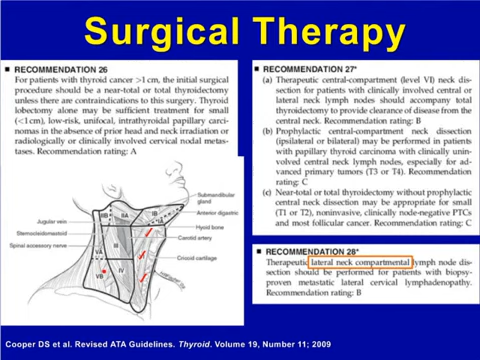 Surgical Therapy
■ RECOMMENDATION 26
For patients with thyroid cancer >1 cm, the initial surgical
procedure should be a near-total or total thyroidectomy
unless there are contraindications to this surgery. Thyroid
lobectomy alone may be sufficient treatment for small
(<1 cm), low-risk, unifocal, intrathyroidal papillary carci-
nomas in the absence of prior head and neck irradiation or
radiologically or clinically involved cervical nodal metas-
tases. Recommendation rating: A
Submandibular
gland
Anterior digastric
Hyoid bone
Carotid artery
Cricoid cartilage
Jugular vein
Sternocleidomastoid
Spinal accessory nerve
IIB
IIA
IB
IA
III
IV
VB
■ RECOMMENDATION 27*
(a) Therapeutic central-compartment (level VI) neck dis-
section for patients with clinically involved central or
lateral neck lymph nodes should accompany total
thyroidectomy to provide clearance of disease from the
central neck. Recommendation rating: B
(b) Prophylactic central-compartment neck dissection
(ipsilateral or bilateral) may be performed in patients
with papillary thyroid carcinoma with clinically unin-
volved central neck lymph nodes, especially for ad-
vanced primary tumors (T3 or T4). Recommendation
rating: C
(c) Near-total or total thyroidectomy without prophylactic
central neck dissection may be appropriate for small
(T1 or T2), noninvasive, clinically node-negative PTCs
and most follicular cancer. Recommendation rating: C
■ RECOMMENDATION 28*
Therapeutic lateral neck compartmental lymph node dis-
section should be performed for patients with biopsy-
proven metastatic lateral cervical lymphadenopathy.
Recommendation rating: B
Cooper DS et al. Revised ATA Guidelines. Thyroid. Volume 19, Number 11; 2009